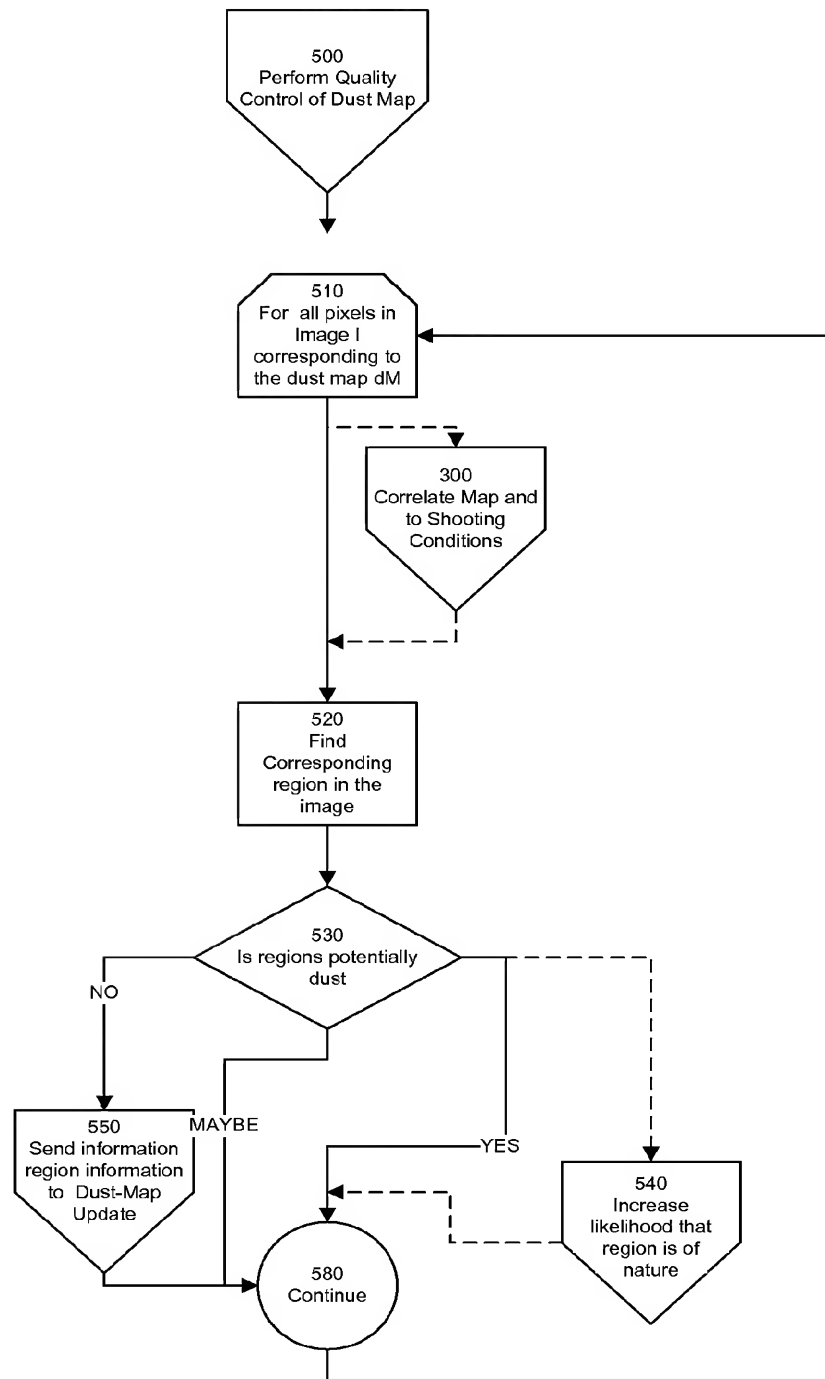 500
Perform Quality
Control of Dust Map
510
For all pixels in
Image I
corresponding to
the dust map dM
300
Correlate Map and
to Shooting
Conditions
520
Find
Corresponding
region in the
image
530
Is regions potentially
dust
NO
MAYBE
YES
550
Send information
region information
to Dust-Map
Update
540
Increase
likelihood that
region is of
nature
580
Continue